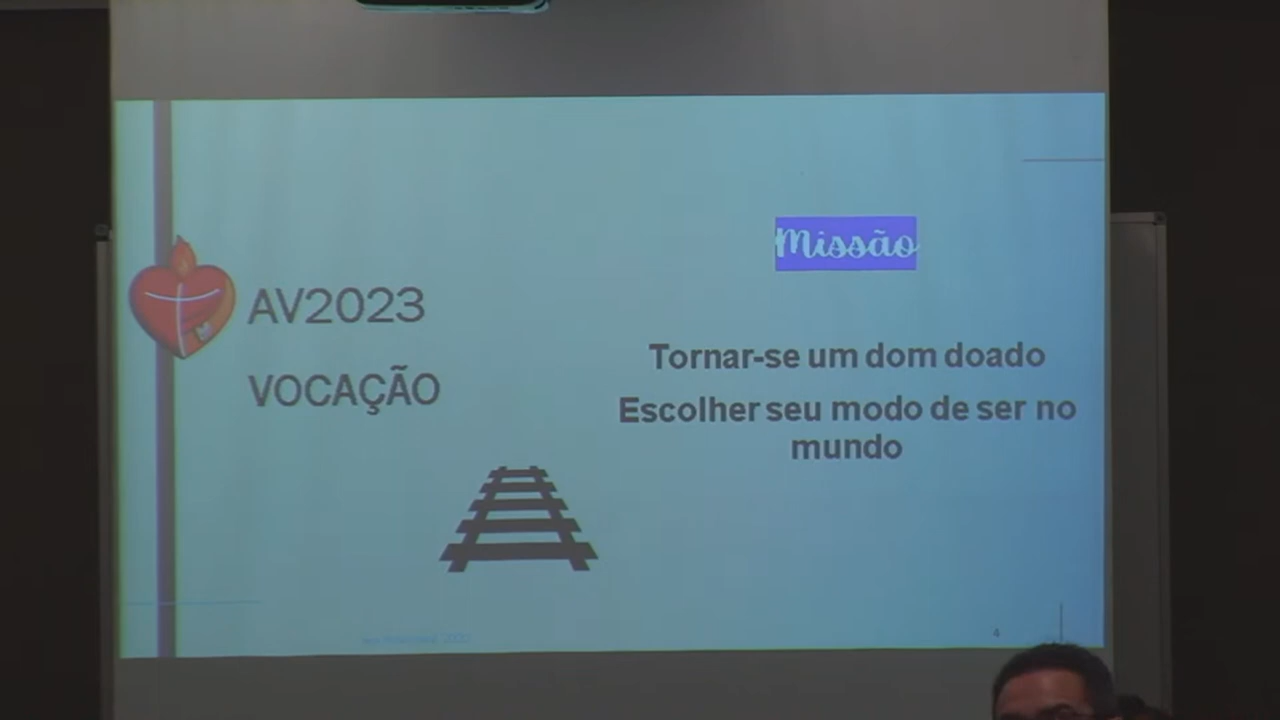 AV2023
VOCAÇÃO
Missão
Tornar-se um dom doado
Escolher seu modo de ser no
mundo
4